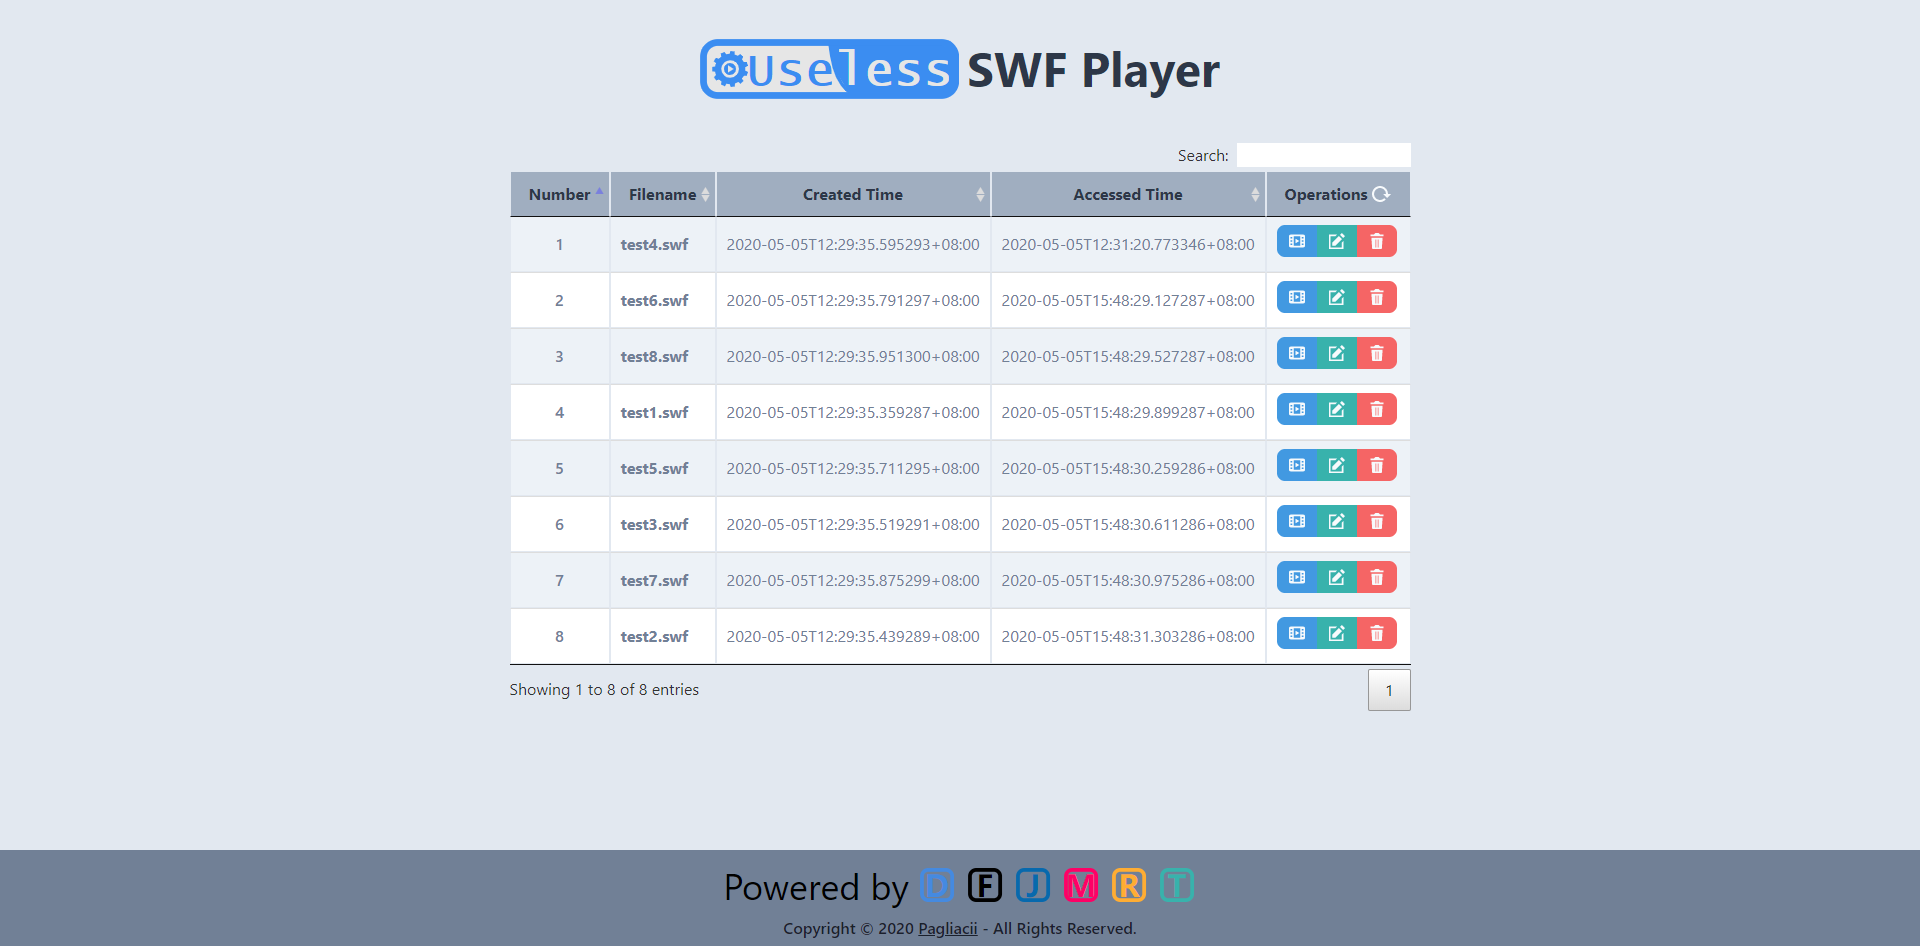 Useless SWF Player
Search:
Number Filename Created Time Accessed Time Operations
1 test4.swf 2020-05-05T12:29:35.595293+08:00 2020-05-05T12:31:20.773346+08:00
2 test6.swf 2020-05-05T12:29:35.791297+08:00 2020-05-05T15:48:29.127287+08:00
3 test8.swf 2020-05-05T12:29:35.951300+08:00 2020-05-05T15:48:29.527287+08:00
4 test1.swf 2020-05-05T12:29:35.359287+08:00 2020-05-05T15:48:29.899287+08:00
5 test5.swf 2020-05-05T12:29:35.711295+08:00 2020-05-05T15:48:30.259286+08:00
6 test3.swf 2020-05-05T12:29:35.519291+08:00 2020-05-05T15:48:30.611286+08:00
7 test7.swf 2020-05-05T12:29:35.875299+08:00 2020-05-05T15:48:30.975286+08:00
8 test2.swf 2020-05-05T12:29:35.439289+08:00 2020-05-05T15:48:31.303286+08:00
Showing 1 to 8 of 8 entries 1
Powered by D F J M R T
Copyright © 2020 Pagliacii - All Rights Reserved.